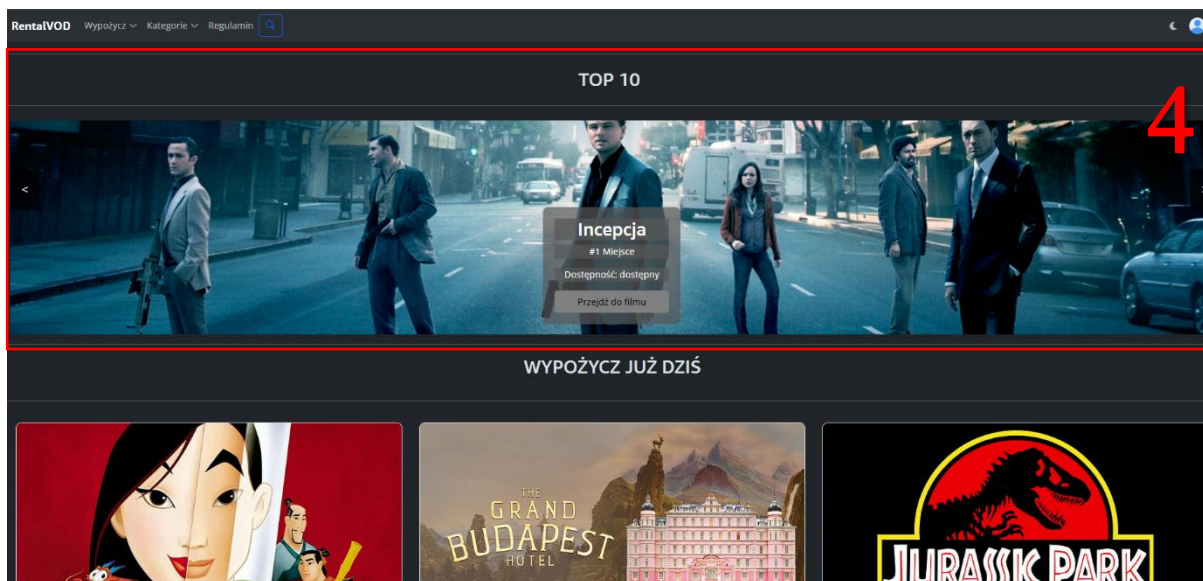 RentalVOD Wypożycz Kategorie Regulamin
TOP 10
4
<
Incepcja
#1 Miejsce
Dostępność: dostępny
Przejdź do filmu
WYPOŻYCZ JUŻ DZIŚ
THE
GRAND
BUDAPEST
HOTEL
JURASSIC PARK